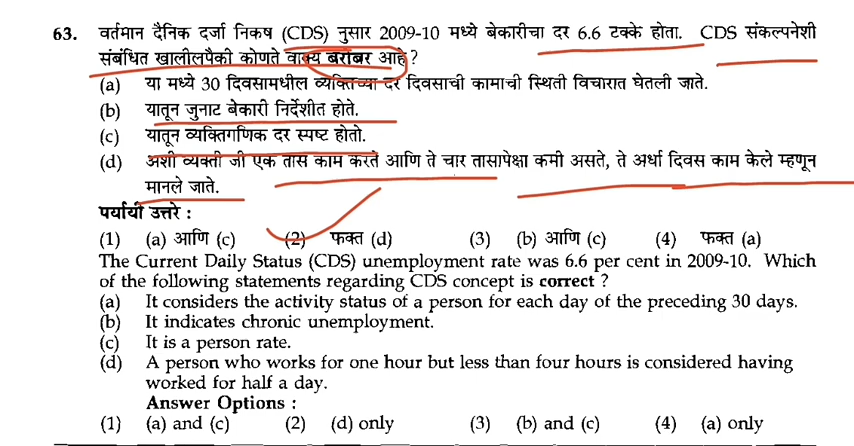 63. वर्तमान दैनिक दर्जा निकष (CDS) नुसार 2009-10 मध्ये बेकारीचा दर 6.6 टक्के होता. CDS संकल्पनेशी
संबंधित खालीलपैकी कोणते वाक्य बरोबर आहे ?
(a) या मध्ये 30 दिवसामधील व्यक्तिच्या दर दिवसाची कामाची स्थिती विचारात घेतली जाते.
(b) यातून जुनाट बेकारी निर्देशीत होते.
(c) यातून व्यक्तिगणिक दर स्पष्ट होतो.
(d) अशी व्यक्ती जी एक तास काम करते आणि ते चार तासापेक्षा कमी असते, ते अर्धा दिवस काम केले म्हणून
मानले जाते.
पर्यायी उत्तरे :
(1) (a) आणि (c) (2) फक्त (d) (3) (b) आणि (c) (4) फक्त (a)
The Current Daily Status (CDS) unemployment rate was 6.6 per cent in 2009-10. Which
of the following statements regarding CDS concept is correct ?
(a) It considers the activity status of a person for each day of the preceding 30 days.
(b) It indicates chronic unemployment.
(c) It is a person rate.
(d) A person who works for one hour but less than four hours is considered having
worked for half a day.
Answer Options :
(1) (a) and (c) (2) (d) only (3) (b) and (c) (4) (a) only